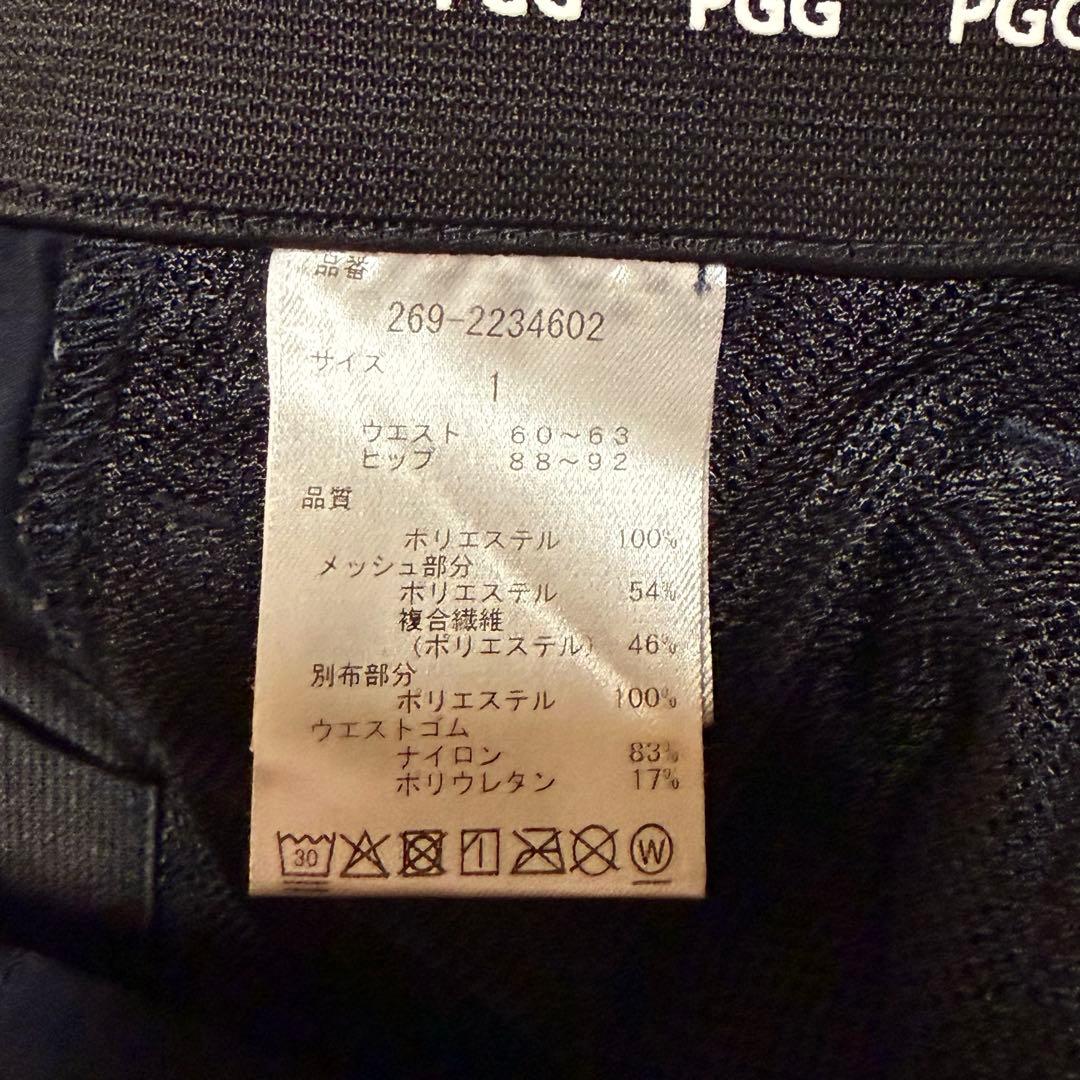 PGG PGG PGG
品番
269-2234602
サイズ
1
ウエスト 60～63
ヒップ 88～92
品質
ポリエステル 100%
メッシュ部分
ポリエステル 54%
複合繊維
(ポリエステル) 46%
別布部分
ポリエステル 100%
ウエストゴム
ナイロン 83%
ポリウレタン 17%
30 W